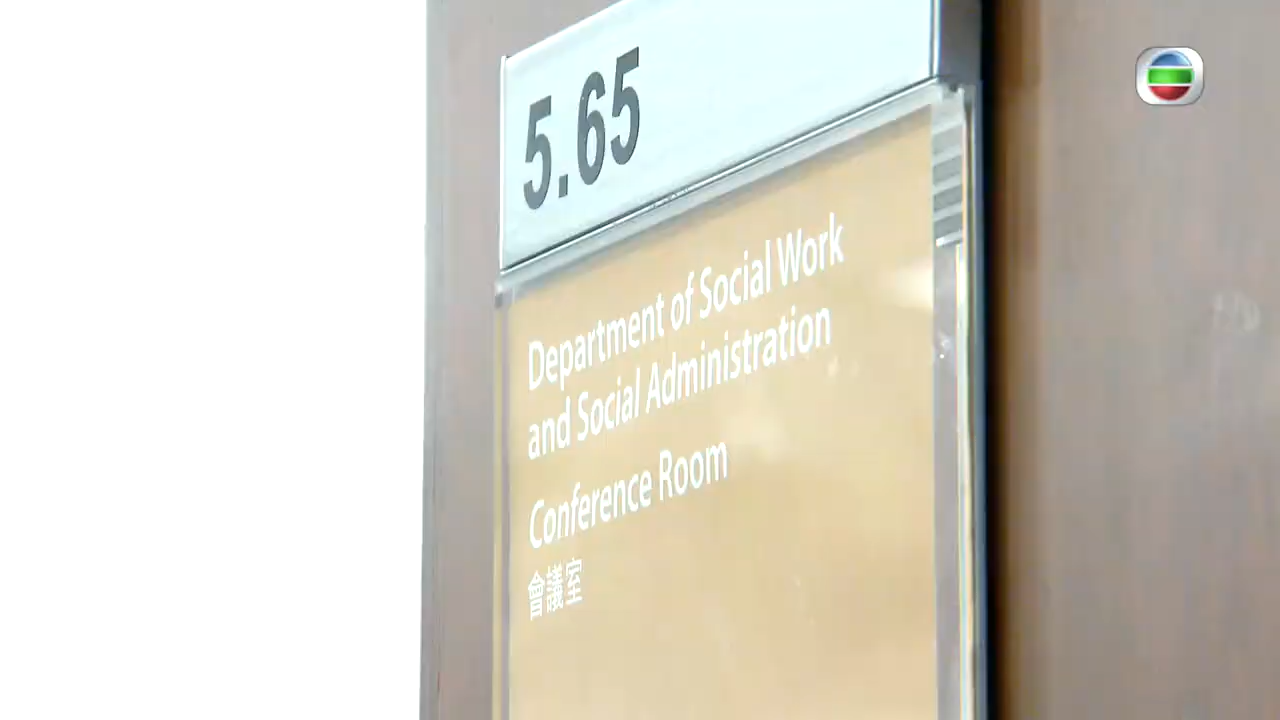 5.65
Department of Social Work
and Social Administration
Conference Room
會議室